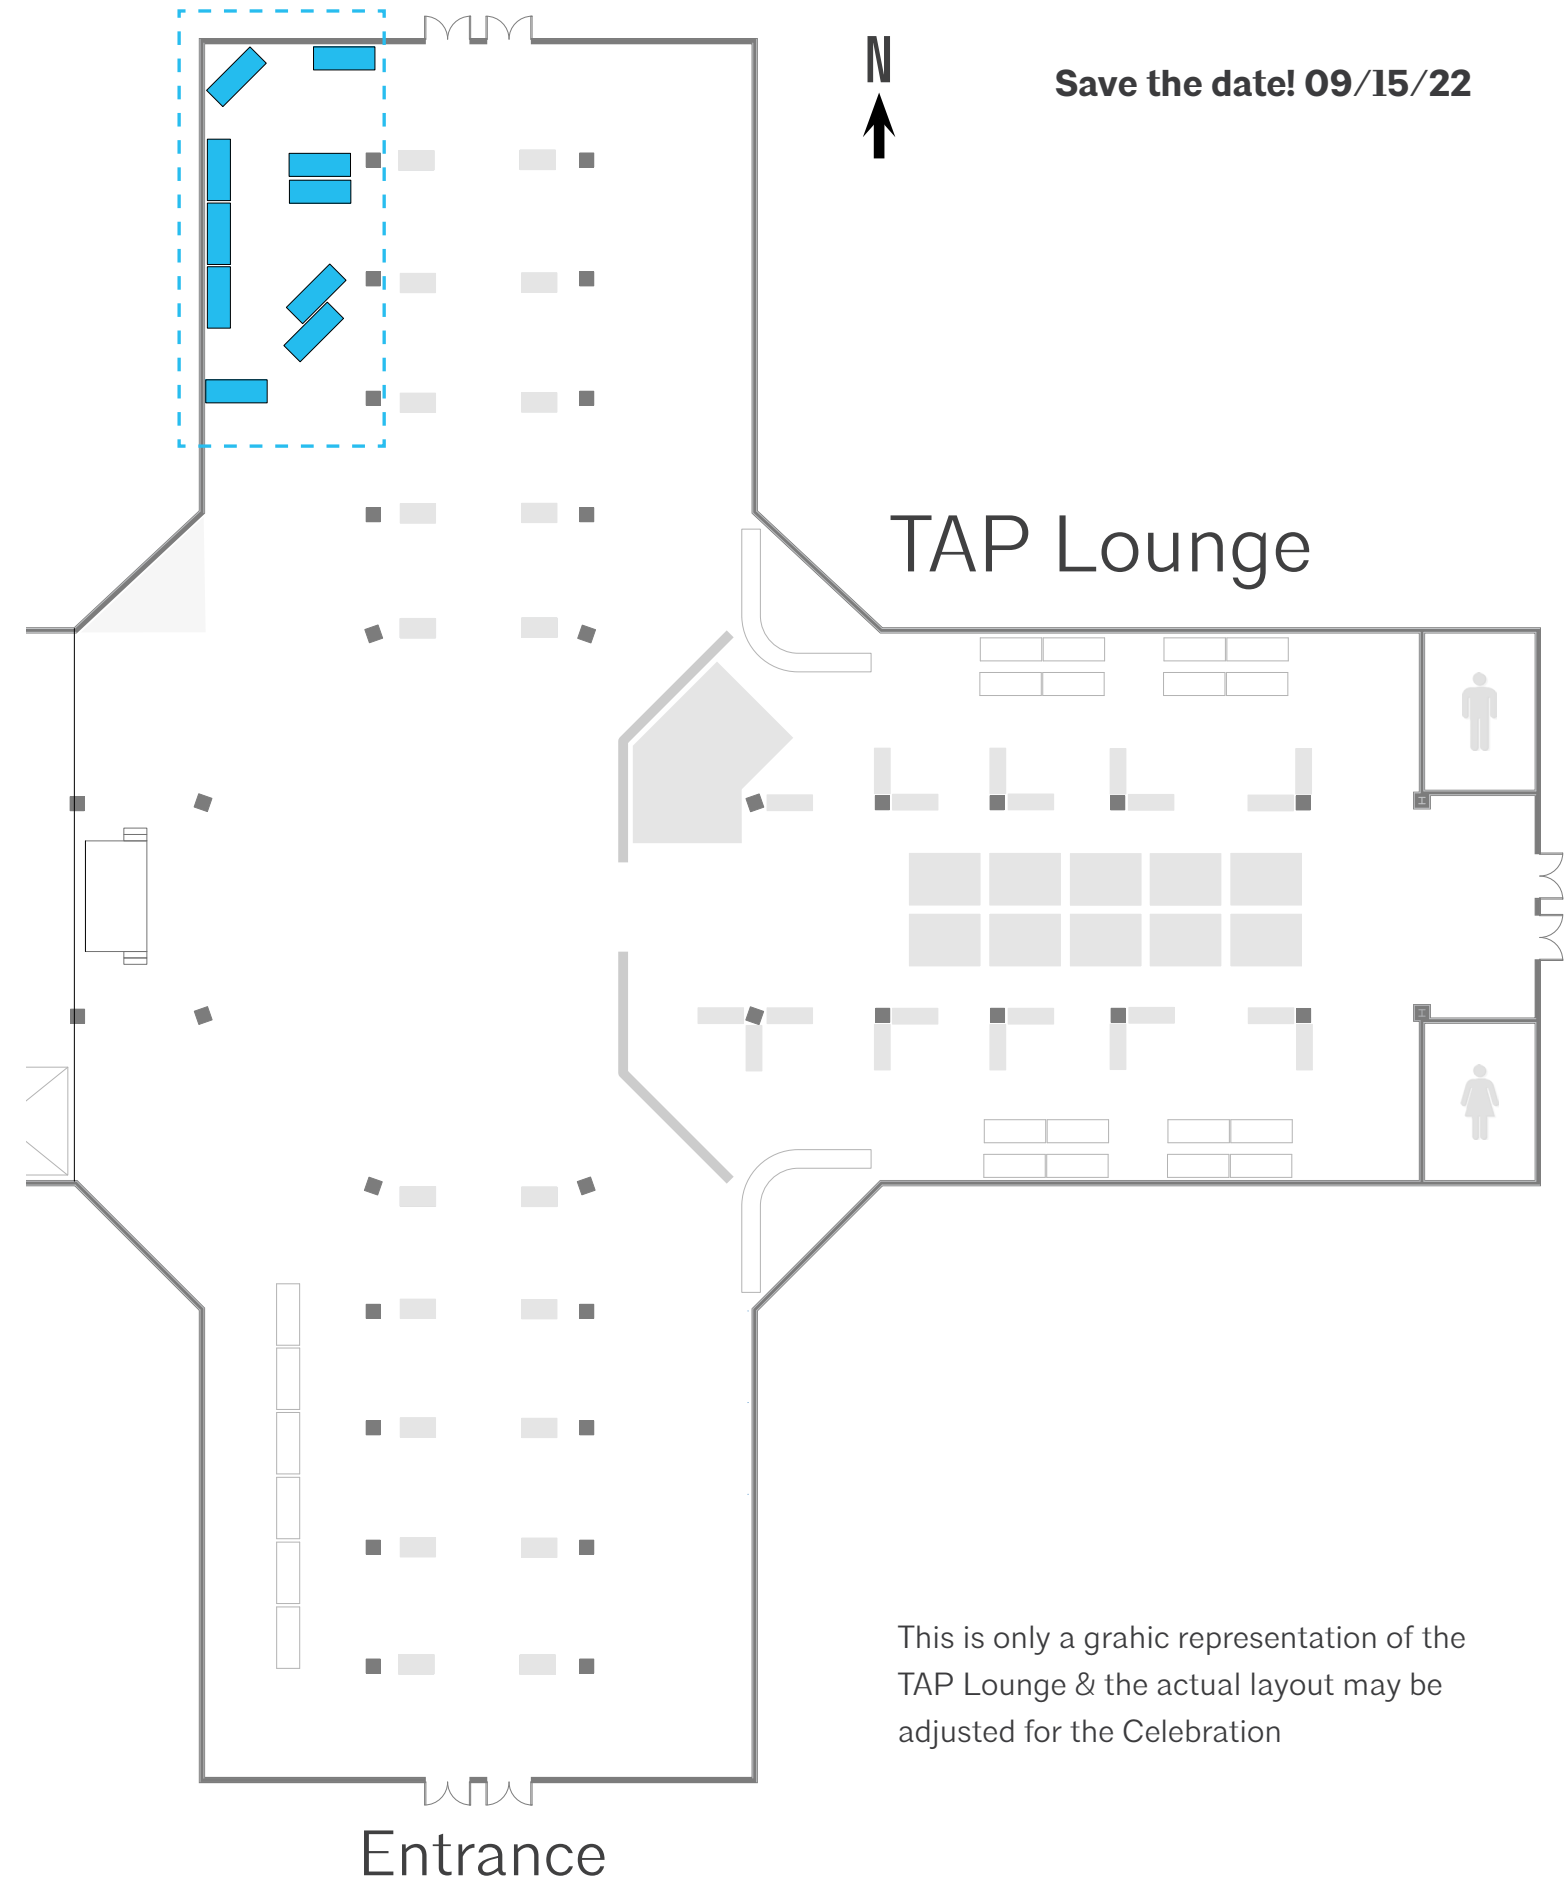 N
Save the date! 09/15/22
TAP Lounge
This is only a grahic representation of the
TAP Lounge & the actual layout may be
adjusted for the Celebration
Entrance